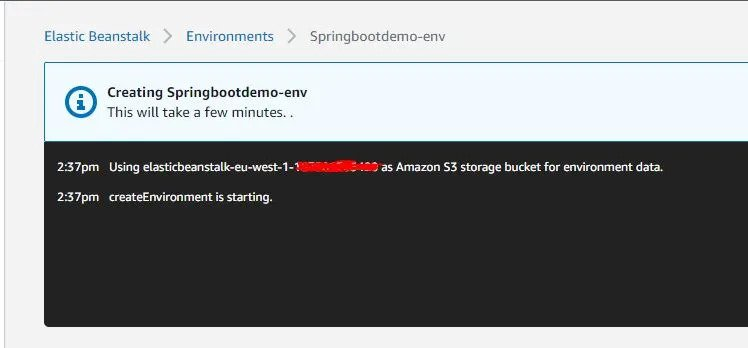 Elastic Beanstalk > Environments > Springbootdemo-env
Creating Springbootdemo-env
This will take a few minutes. .
2:37pm Using elasticbeanstalk-eu-west-1- as Amazon S3 storage bucket for environment data.
2:37pm createEnvironment is starting.